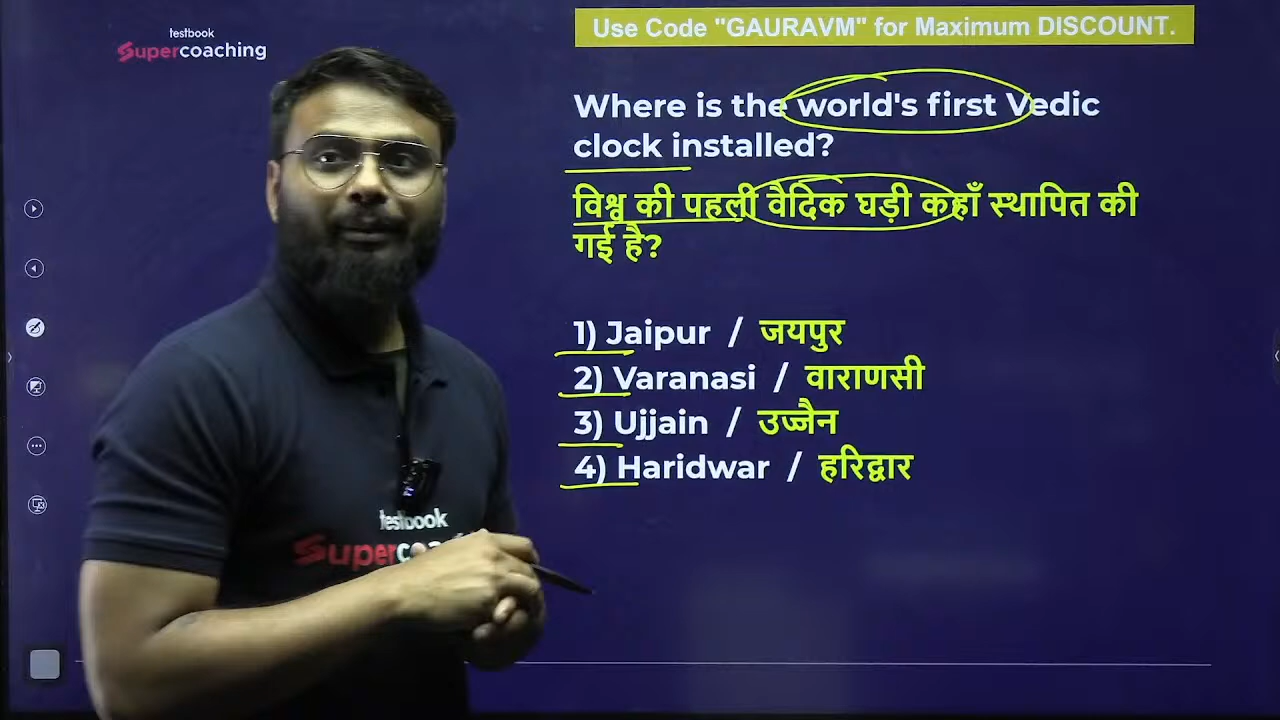 testbook
Supercoaching
Use Code "GAURAVM" for Maximum DISCOUNT.
Where is the world's first Vedic
clock installed?
विश्व की पहली वैदिक घड़ी कहाँ स्थापित की
गई है?
1) Jaipur / जयपुर
2) Varanasi / वाराणसी
3) Ujjain / उज्जैन
4) Haridwar / हरिद्वार
testbook